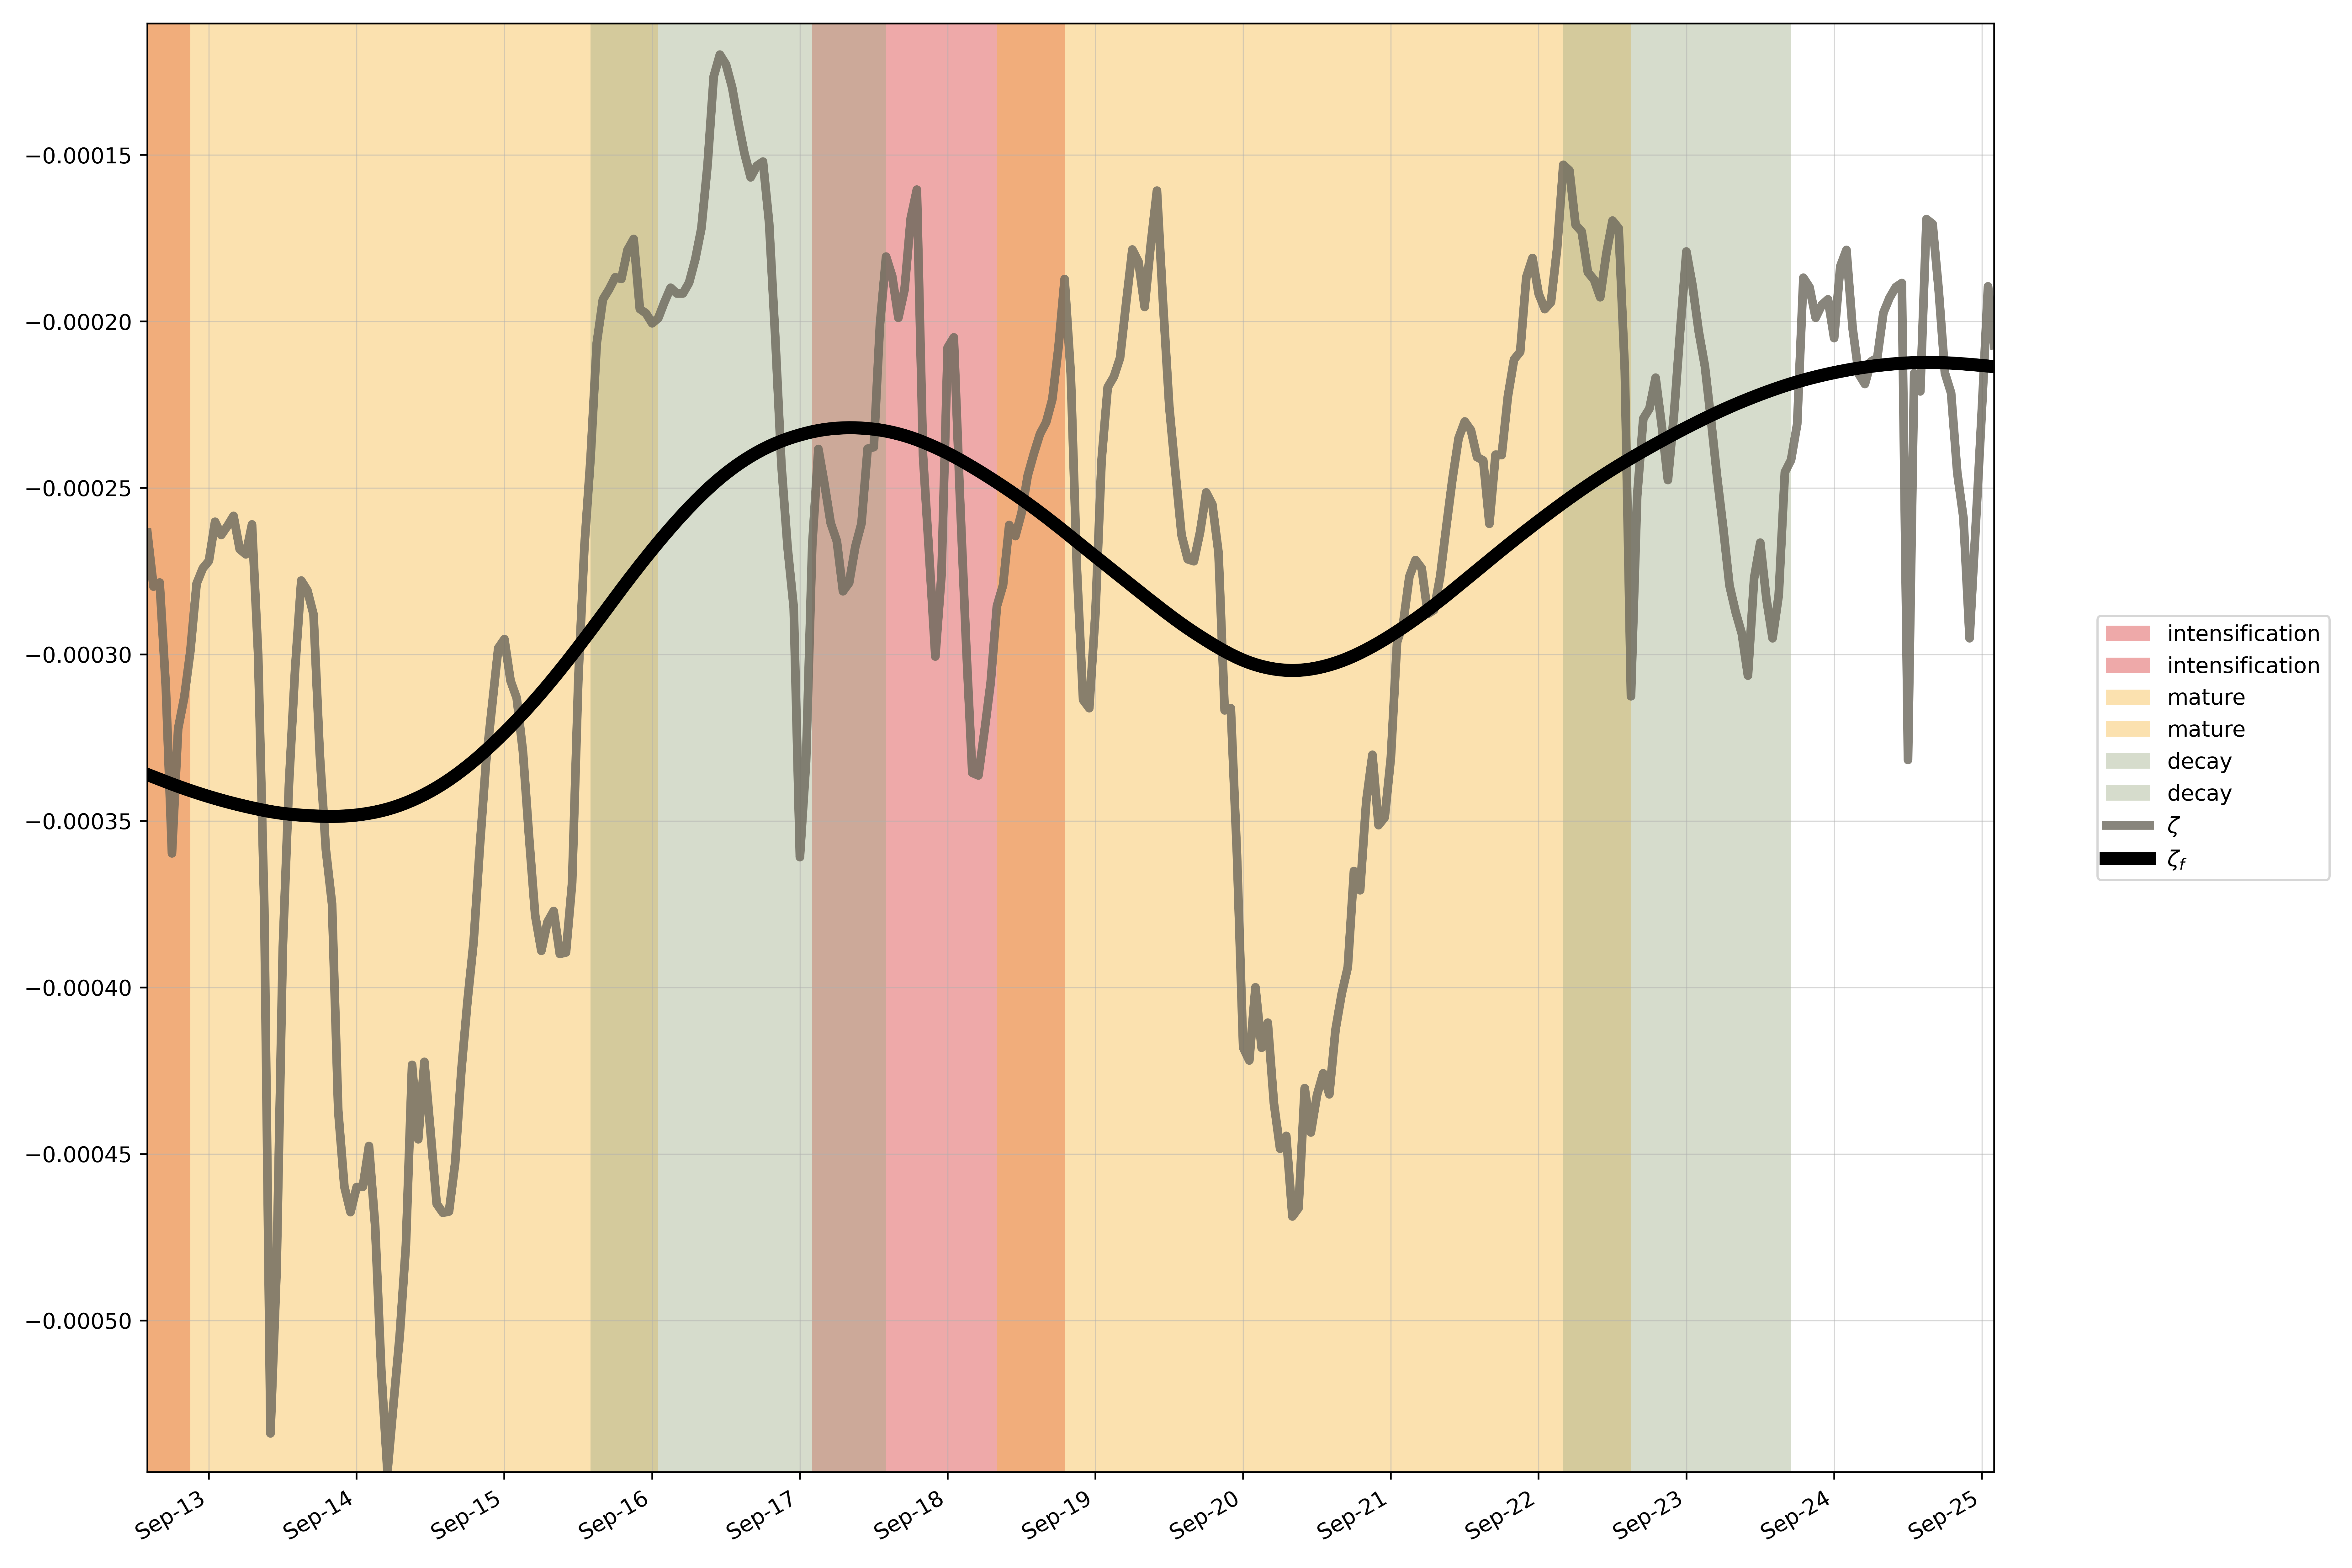 −0.00015
−0.00020
−0.00025
−0.00030
−0.00035
−0.00040
−0.00045
−0.00050
Sep-13
Sep-14
Sep-15
Sep-16
Sep-17
Sep-18
Sep-19
Sep-20
Sep-21
Sep-22
Sep-23
Sep-24
Sep-25
intensification
intensification
mature
mature
decay
decay
ζ
ζf